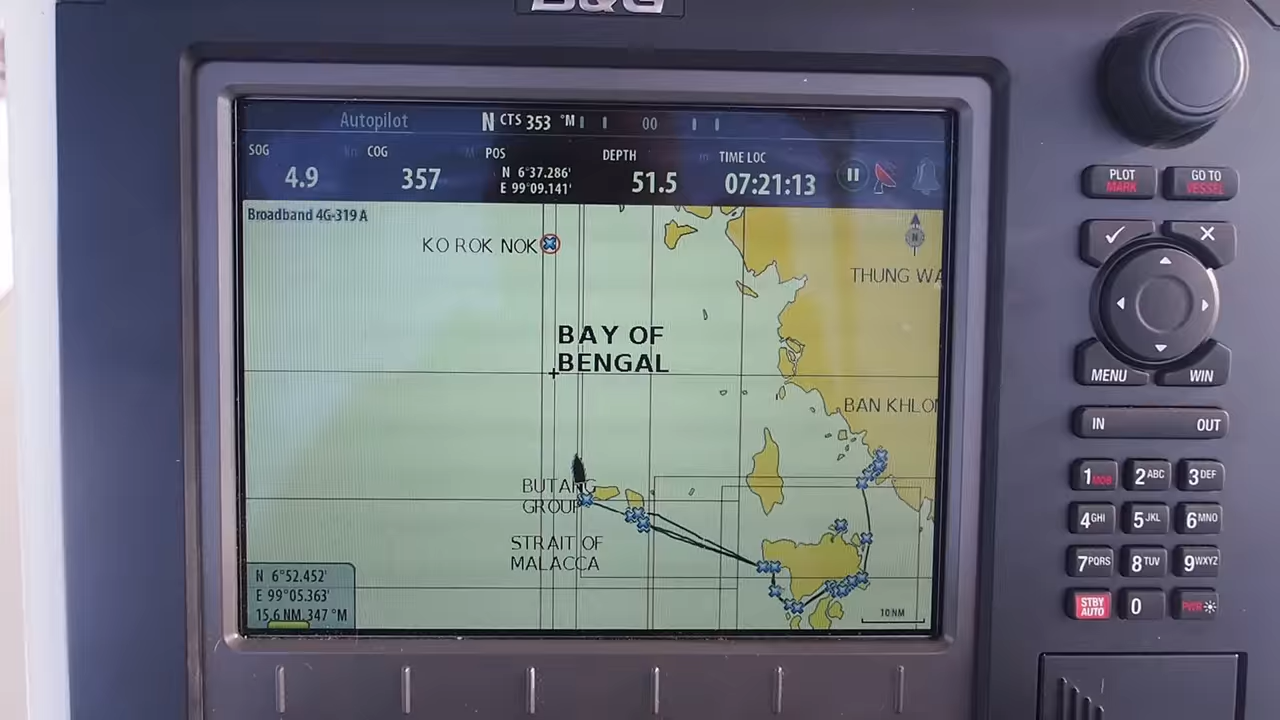 B&G
Autopilot
N CTS 353 °M
00
SOG
COG
M
POS
DEPTH
m
TIME LOC
4.9
357
N 6°37.286'
E 99°09.141'
51.5
07:21:13
Broadband 4G-319 A
N
KO ROK NOK
THUNG WA
BAY OF
BENGAL
BAN KHLON
BUTANG
GROUP
STRAIT OF
MALACCA
N 6°52.452'
E 99°05.363'
15.6 NM, 347 °M
10 NM
PLOT
MARK
GO TO
VESSEL
MENU
WIN
IN
OUT
1 MOB
2 ABC
3 DEF
4 GHI
5 JKL
6 MNO
7 PQRS
8 TUV
9 WXYZ
STBY
AUTO
0
PWR